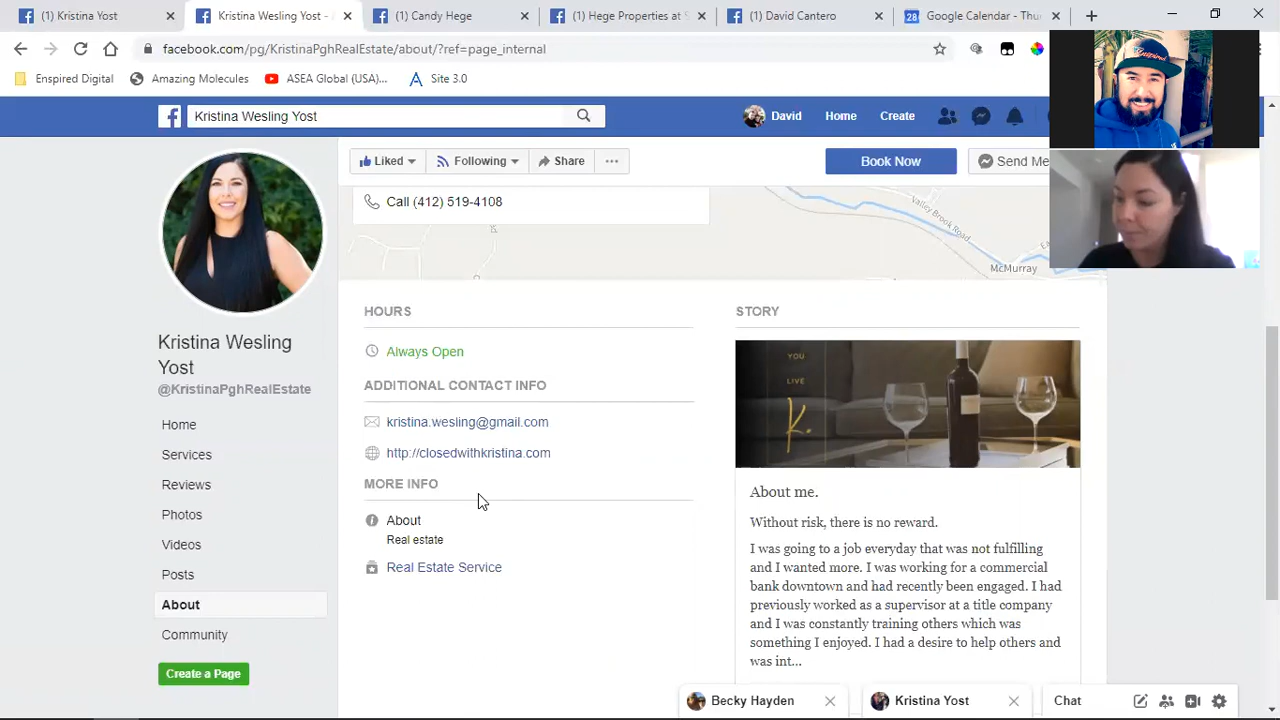 (1) Kristina Yost
Kristina Wesling Yost -
(1) Candy Hege
(1) Hege Properties at
(1) David Cantero
28
Google Calendar - Thu
facebook.com/pg/KristinaPghRealEstate/about/?ref=page_internal
Enspired Digital
Amazing Molecules
ASEA Global (USA)...
Site 3.0
Kristina Wesling Yost
David
Home
Create
Liked
Following
Share
Book Now
Send Me
Call (412) 519-4108
Valley Brook Road
McMurray
Kristina Wesling
Yost
@KristinaPghRealEstate
Home
Services
Reviews
Photos
Videos
Posts
About
Community
Create a Page
HOURS
Always Open
ADDITIONAL CONTACT INFO
kristina.wesling@gmail.com
http://closedwithkristina.com
MORE INFO
About
Real estate
Real Estate Service
STORY
YOU
LIVE
K.
About me.
Without risk, there is no reward.
I was going to a job everyday that was not fulfilling
and I wanted more. I was working for a commercial
bank downtown and had recently been engaged. I had
previously worked as a supervisor at a title company
and I was constantly training others which was
something I enjoyed. I had a desire to help others and
was int...
Becky Hayden
Kristina Yost
Chat